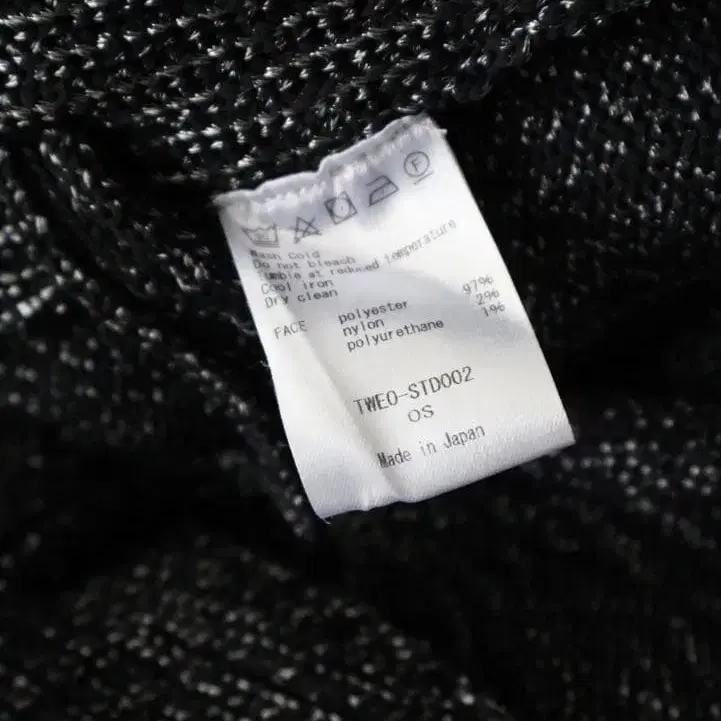 F
Wash Cold
Do not bleach
Tumble at reduced temperature
Cool iron
Dry clean
FACE polyester 97%
nylon 2%
polyurethane 1%
TWEO-STD002
OS
Made in Japan